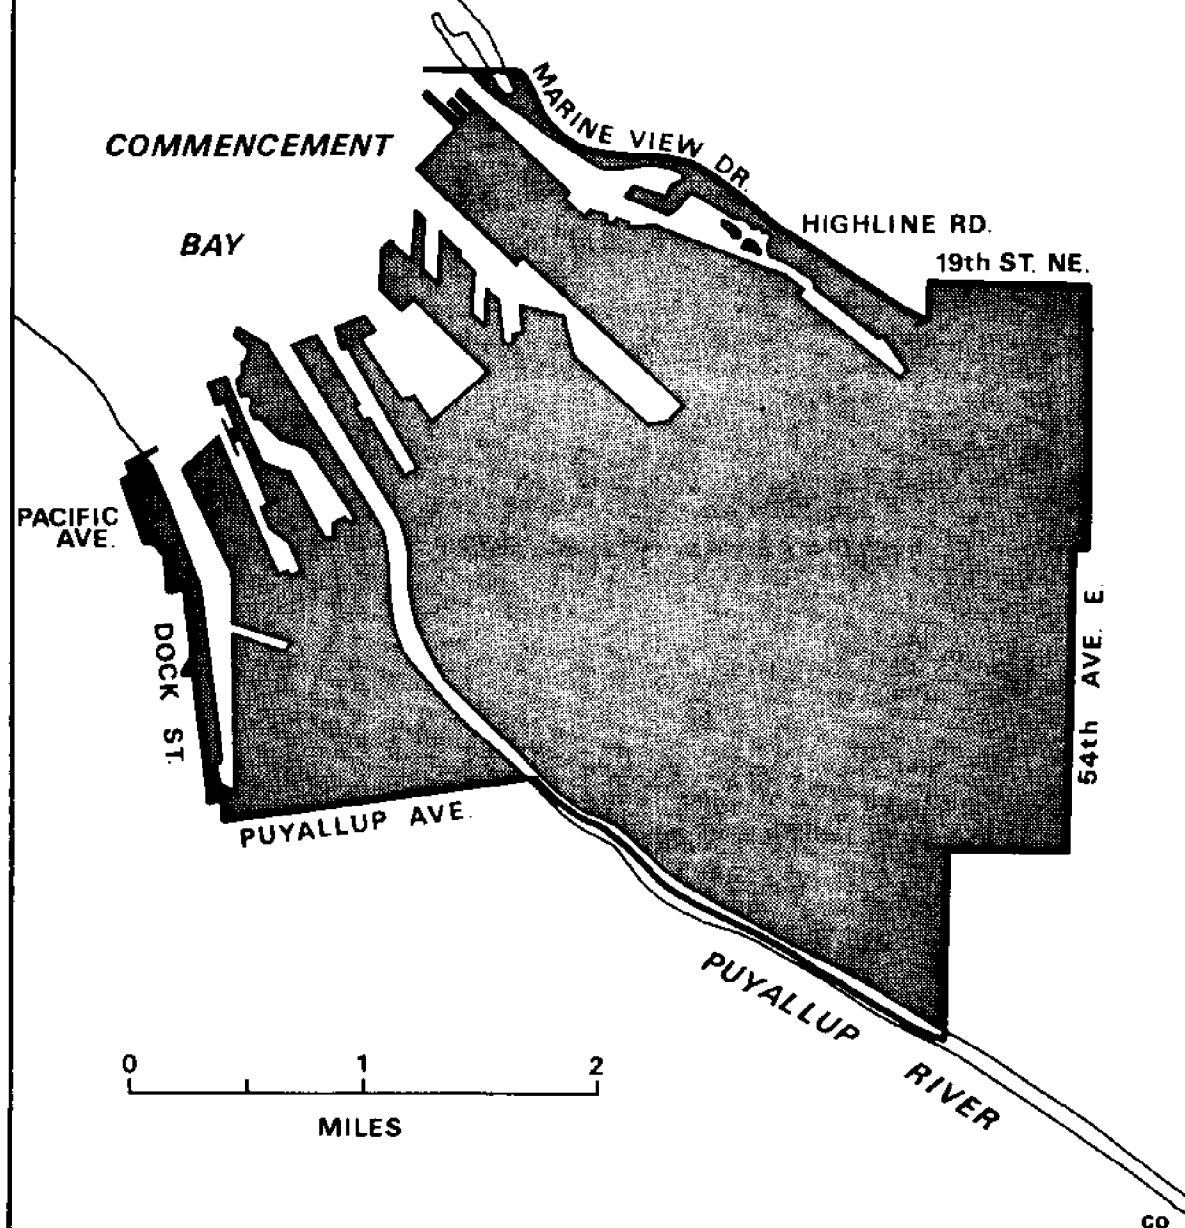 MARINE VIEW DR.
COMMENCEMENT
BAY
HIGHLINE RD.
19th ST. NE.
PACIFIC
AVE.
DOCK ST.
54th AVE. E.
PUYALLUP AVE.
PUYALLUP RIVER
0 1 2
MILES
CO